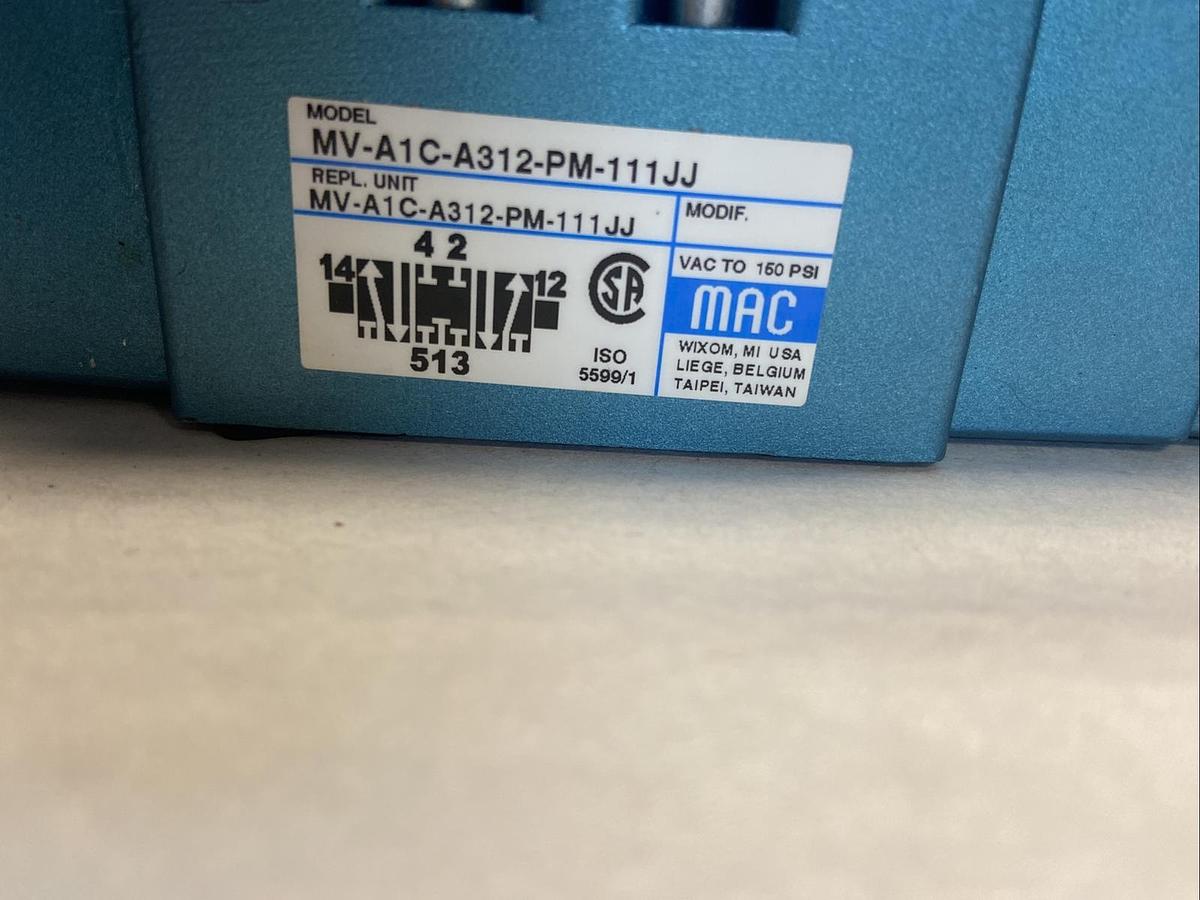 MODEL
MV-A1C-A312-PM-111JJ
REPL. UNIT
MV-A1C-A312-PM-111JJ
MODIF.
4 2
14
12
513
SA
ISO
5599/1
VAC TO 150 PSI
MAC
WIXOM, MI USA
LIEGE, BELGIUM
TAIPEI, TAIWAN